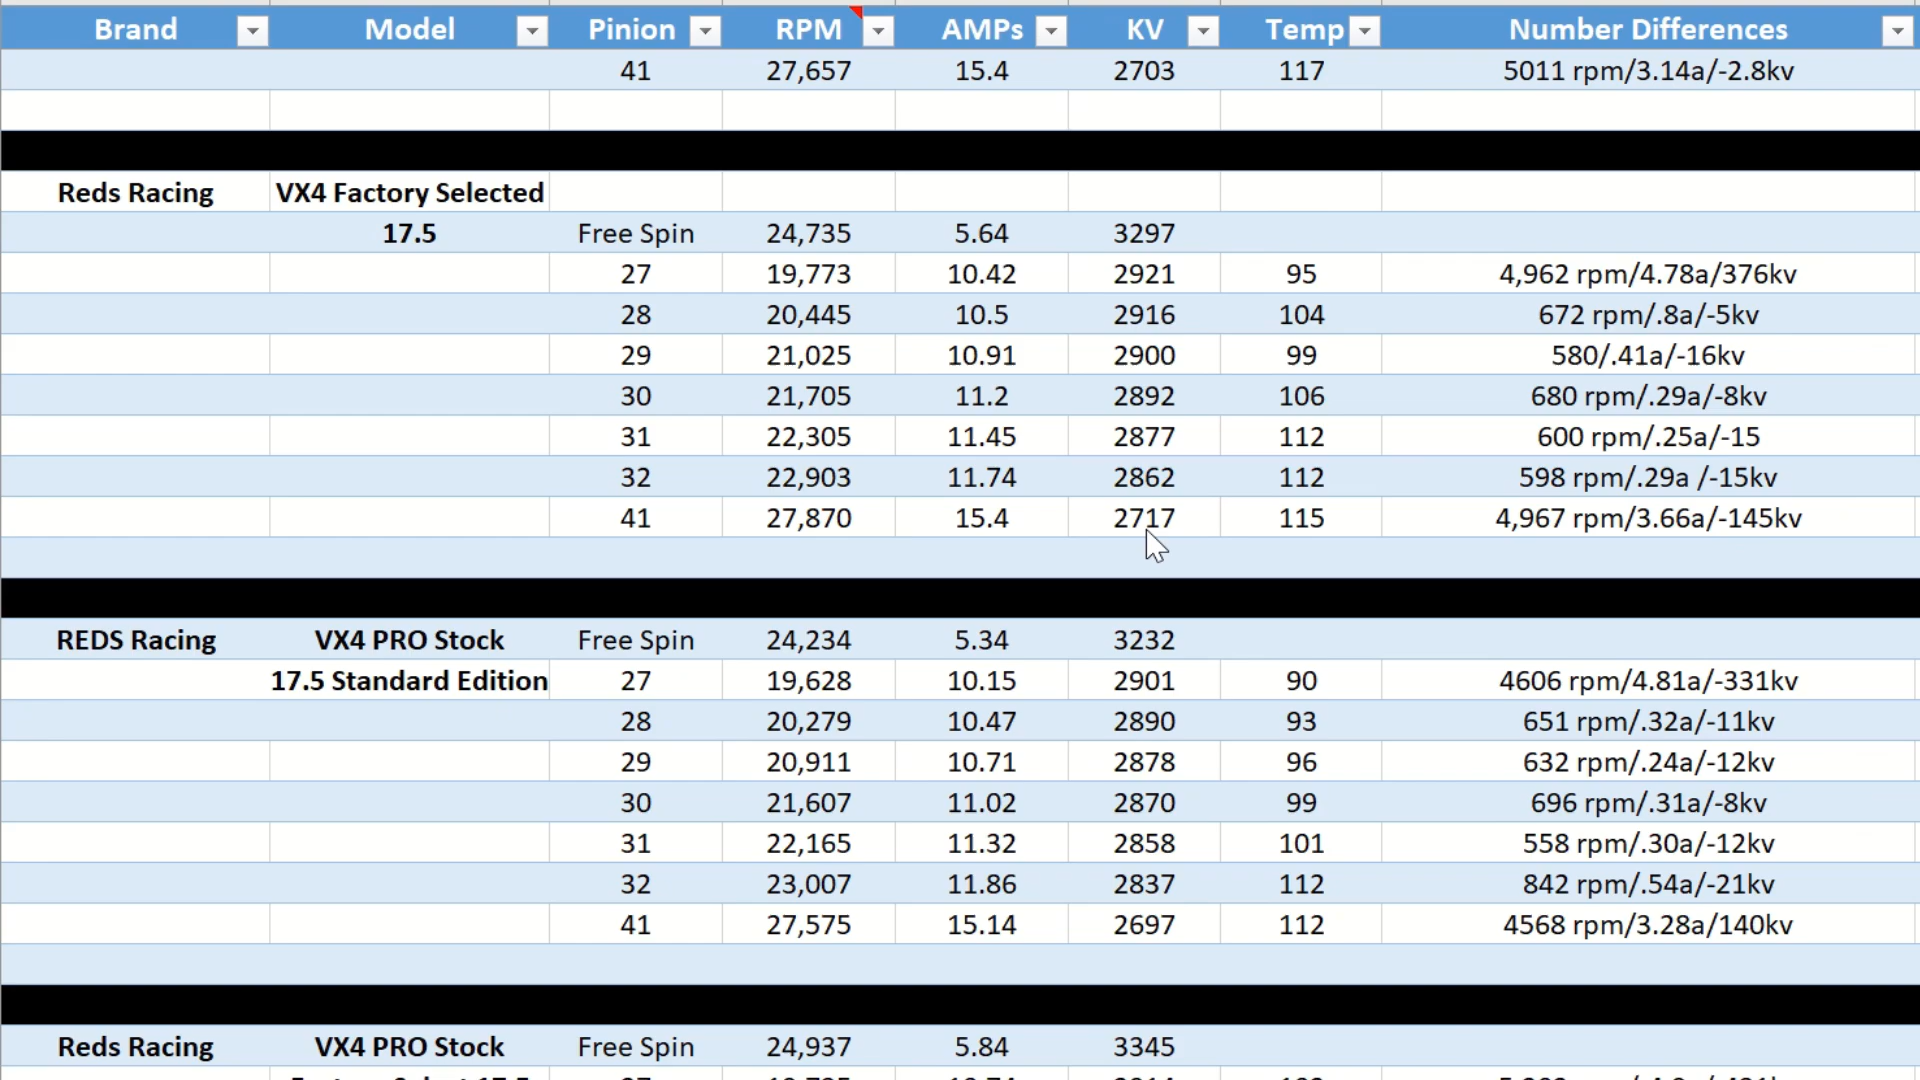 Brand Model Pinion RPM AMPs KV Temp Number Differences
41 27,657 15.4 2703 117 5011 rpm/3.14a/-2.8kv
Reds Racing VX4 Factory Selected
17.5 Free Spin 24,735 5.64 3297
27 19,773 10.42 2921 95 4,962 rpm/4.78a/376kv
28 20,445 10.5 2916 104 672 rpm/.8a/-5kv
29 21,025 10.91 2900 99 580/.41a/-16kv
30 21,705 11.2 2892 106 680 rpm/.29a/-8kv
31 22,305 11.45 2877 112 600 rpm/.25a/-15
32 22,903 11.74 2862 112 598 rpm/.29a /-15kv
41 27,870 15.4 2717 115 4,967 rpm/3.66a/-145kv
REDS Racing VX4 PRO Stock Free Spin 24,234 5.34 3232
17.5 Standard Edition 27 19,628 10.15 2901 90 4606 rpm/4.81a/-331kv
28 20,279 10.47 2890 93 651 rpm/.32a/-11kv
29 20,911 10.71 2878 96 632 rpm/.24a/-12kv
30 21,607 11.02 2870 99 696 rpm/.31a/-8kv
31 22,165 11.32 2858 101 558 rpm/.30a/-12kv
32 23,007 11.86 2837 112 842 rpm/.54a/-21kv
41 27,575 15.14 2697 112 4568 rpm/3.28a/140kv
Reds Racing VX4 PRO Stock Free Spin 24,937 5.84 3345